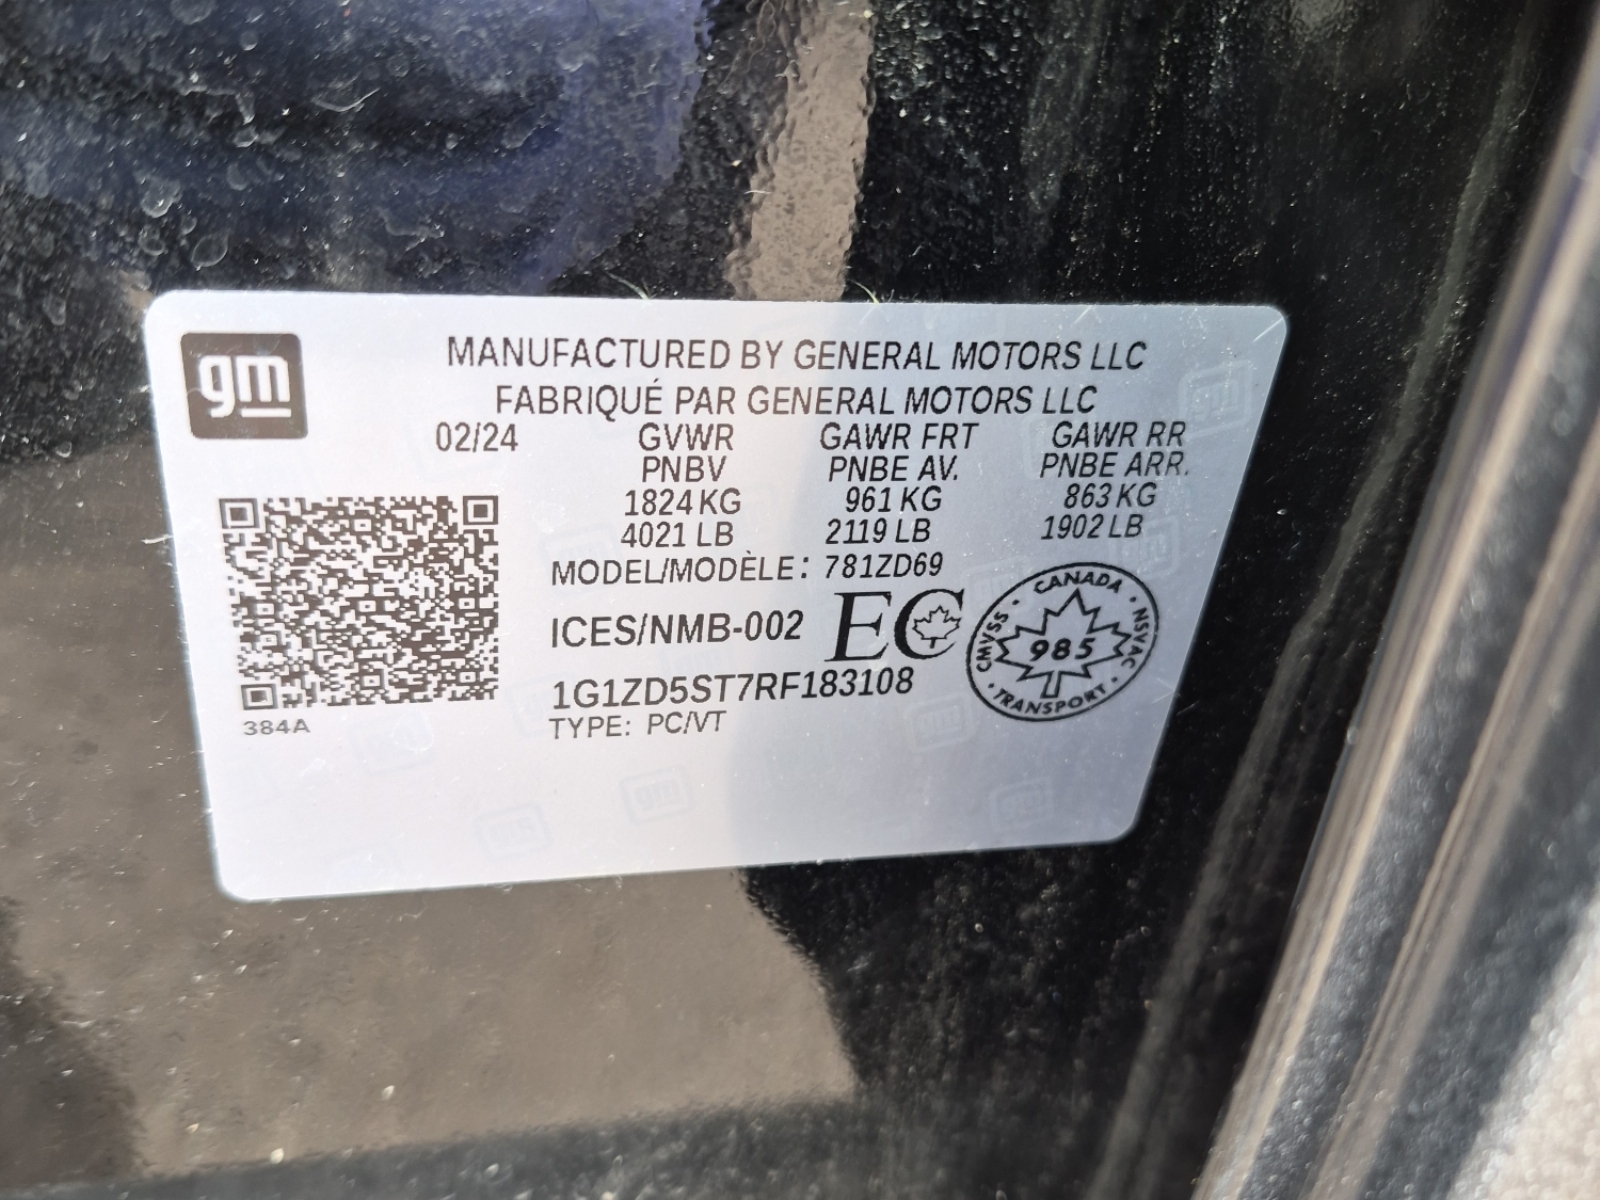 gm
MANUFACTURED BY GENERAL MOTORS LLC
FABRIQUÉ PAR GENERAL MOTORS LLC
02/24 GVWR GAWR FRT GAWR RR
PNBV PNBE AV. PNBE ARR.
1824 KG 961 KG 863 KG
4021 LB 2119 LB 1902 LB
MODEL/MODÈLE: 781ZD69
ICES/NMB-002 EC
CANADA · NSVAC · TRANSPORT · CMVSS ·
985
1G1ZD5ST7RF183108
TYPE: PC/VT
384A